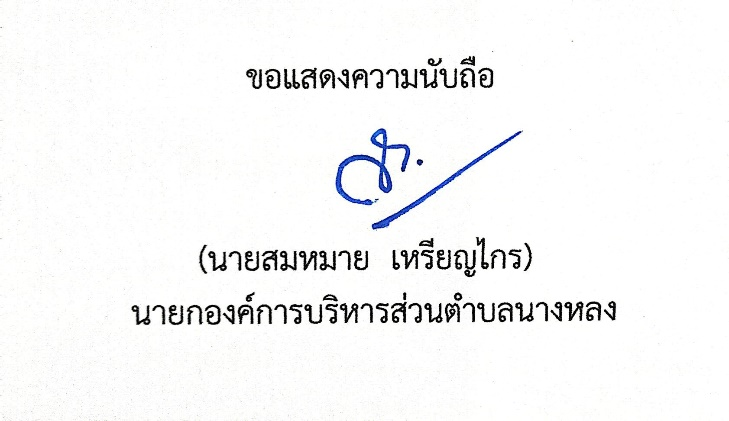 ขอแสดงความนับถือ
(นายสมหมาย เหรียญไกร)
นายกองค์การบริหารส่วนตำบลนางหลง